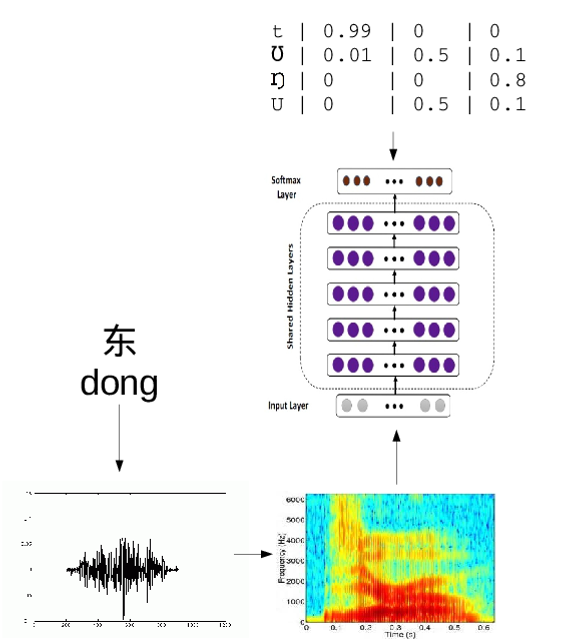 t | 0.99 | 0 | 0
ʊ | 0.01 | 0.5 | 0.1
ŋ | 0 | 0 | 0.8
U | 0 | 0.5 | 0.1
Softmax
Layer
Shared Hidden Layers
Input Layer
东
dong
6000
5000
4000
3000
2000
1000
0
Frequency (Hz)
0 0.1 0.2 0.3 0.4 0.5 0.6
Time (s)